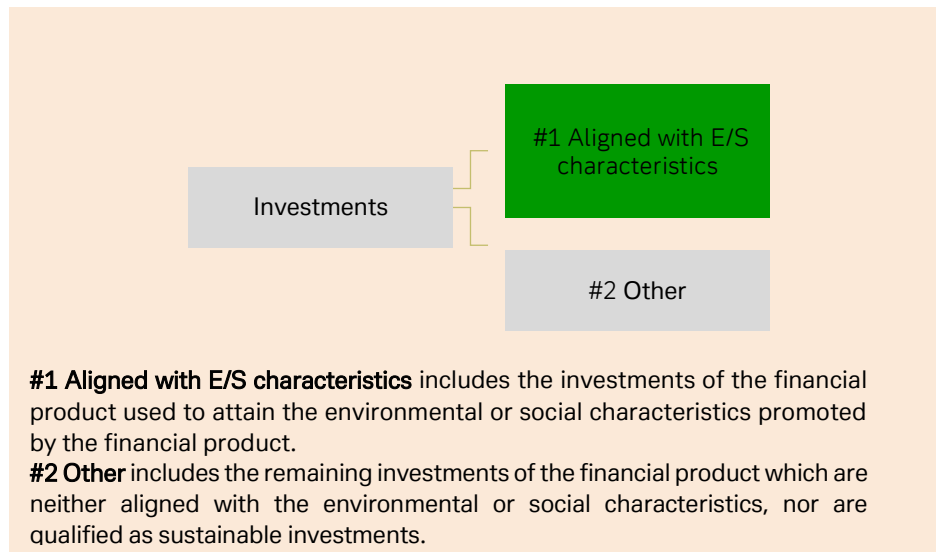 #1 Aligned with E/S
characteristics
Investments
#2 Other
#1 Aligned with E/S characteristics includes the investments of the financial
product used to attain the environmental or social characteristics promoted
by the financial product.
#2 Other includes the remaining investments of the financial product which are
neither aligned with the environmental or social characteristics, nor are
qualified as sustainable investments.